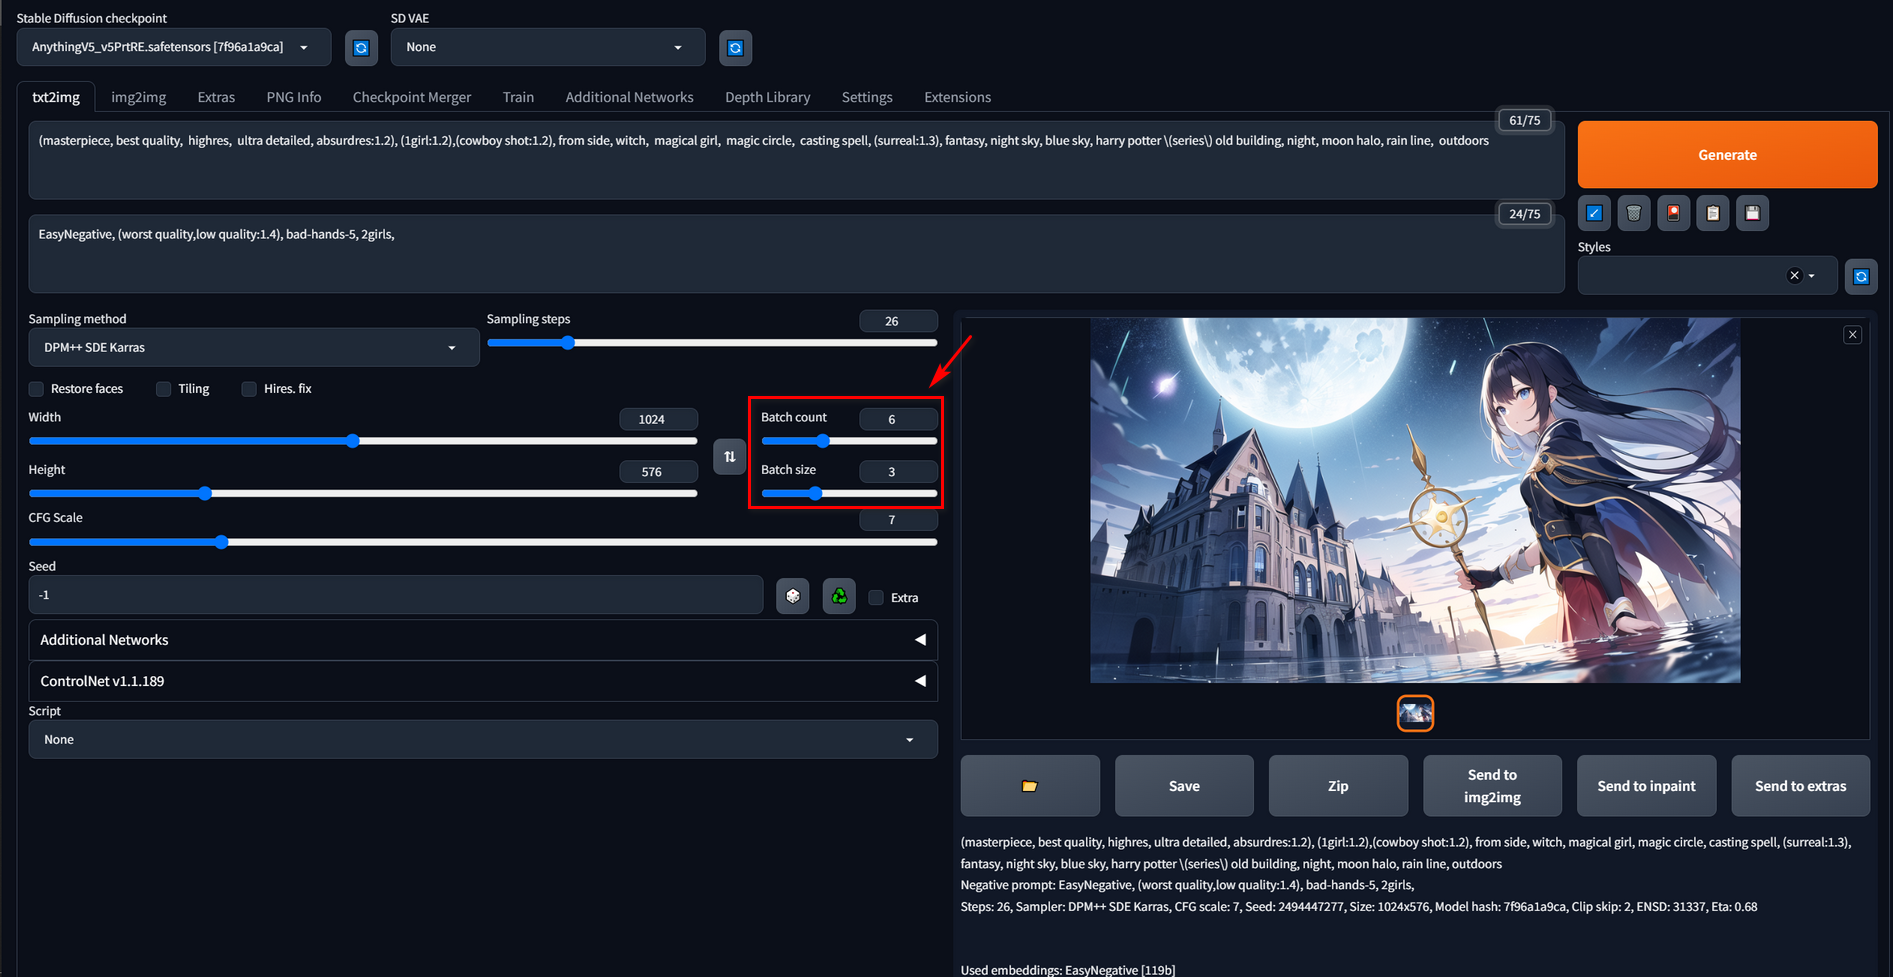 Stable Diffusion checkpoint
SD VAE
AnythingV5_v5PrtRE.safetensors [7f96a1a9ca]
None
txt2img
img2img
Extras
PNG Info
Checkpoint Merger
Train
Additional Networks
Depth Library
Settings
Extensions
61/75
(masterpiece, best quality,  highres,  ultra detailed, absurdres:1.2), (1girl:1.2),(cowboy shot:1.2), from side, witch,  magical girl,  magic circle,  casting spell, (surreal:1.3), fantasy, night sky, blue sky, harry potter \(series\) old building, night, moon halo, rain line,  outdoors
Generate
24/75
EasyNegative, (worst quality,low quality:1.4), bad-hands-5, 2girls,
Styles
Sampling method
DPM++ SDE Karras
Sampling steps
26
Restore faces
Tiling
Hires. fix
Width
1024
Height
576
Batch count
6
Batch size
3
CFG Scale
7
Seed
-1
Extra
Additional Networks
ControlNet v1.1.189
Script
None
Save
Zip
Send to
img2img
Send to inpaint
Send to extras
(masterpiece, best quality, highres, ultra detailed, absurdres:1.2), (1girl:1.2),(cowboy shot:1.2), from side, witch, magical girl, magic circle, casting spell, (surreal:1.3),
fantasy, night sky, blue sky, harry potter \(series\) old building, night, moon halo, rain line, outdoors
Negative prompt: EasyNegative, (worst quality,low quality:1.4), bad-hands-5, 2girls,
Steps: 26, Sampler: DPM++ SDE Karras, CFG scale: 7, Seed: 2494447277, Size: 1024x576, Model hash: 7f96a1a9ca, Clip skip: 2, ENSD: 31337, Eta: 0.68
Used embeddings: EasyNegative [119b]